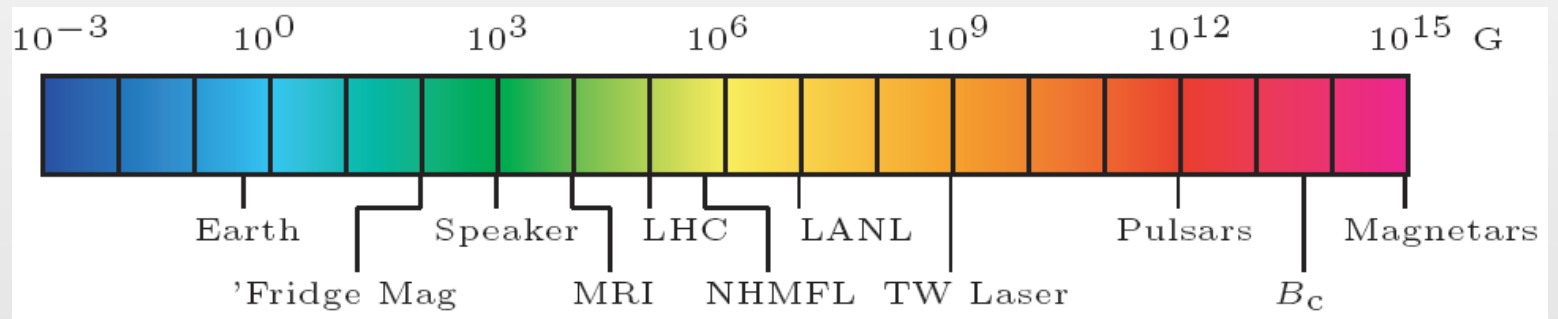 10⁻³ 10⁰ 10³ 10⁶ 10⁹ 10¹² 10¹⁵ G
Earth Speaker LHC LANL Pulsars Magnetars
'Fridge Mag MRI NHMFL TW Laser B_c